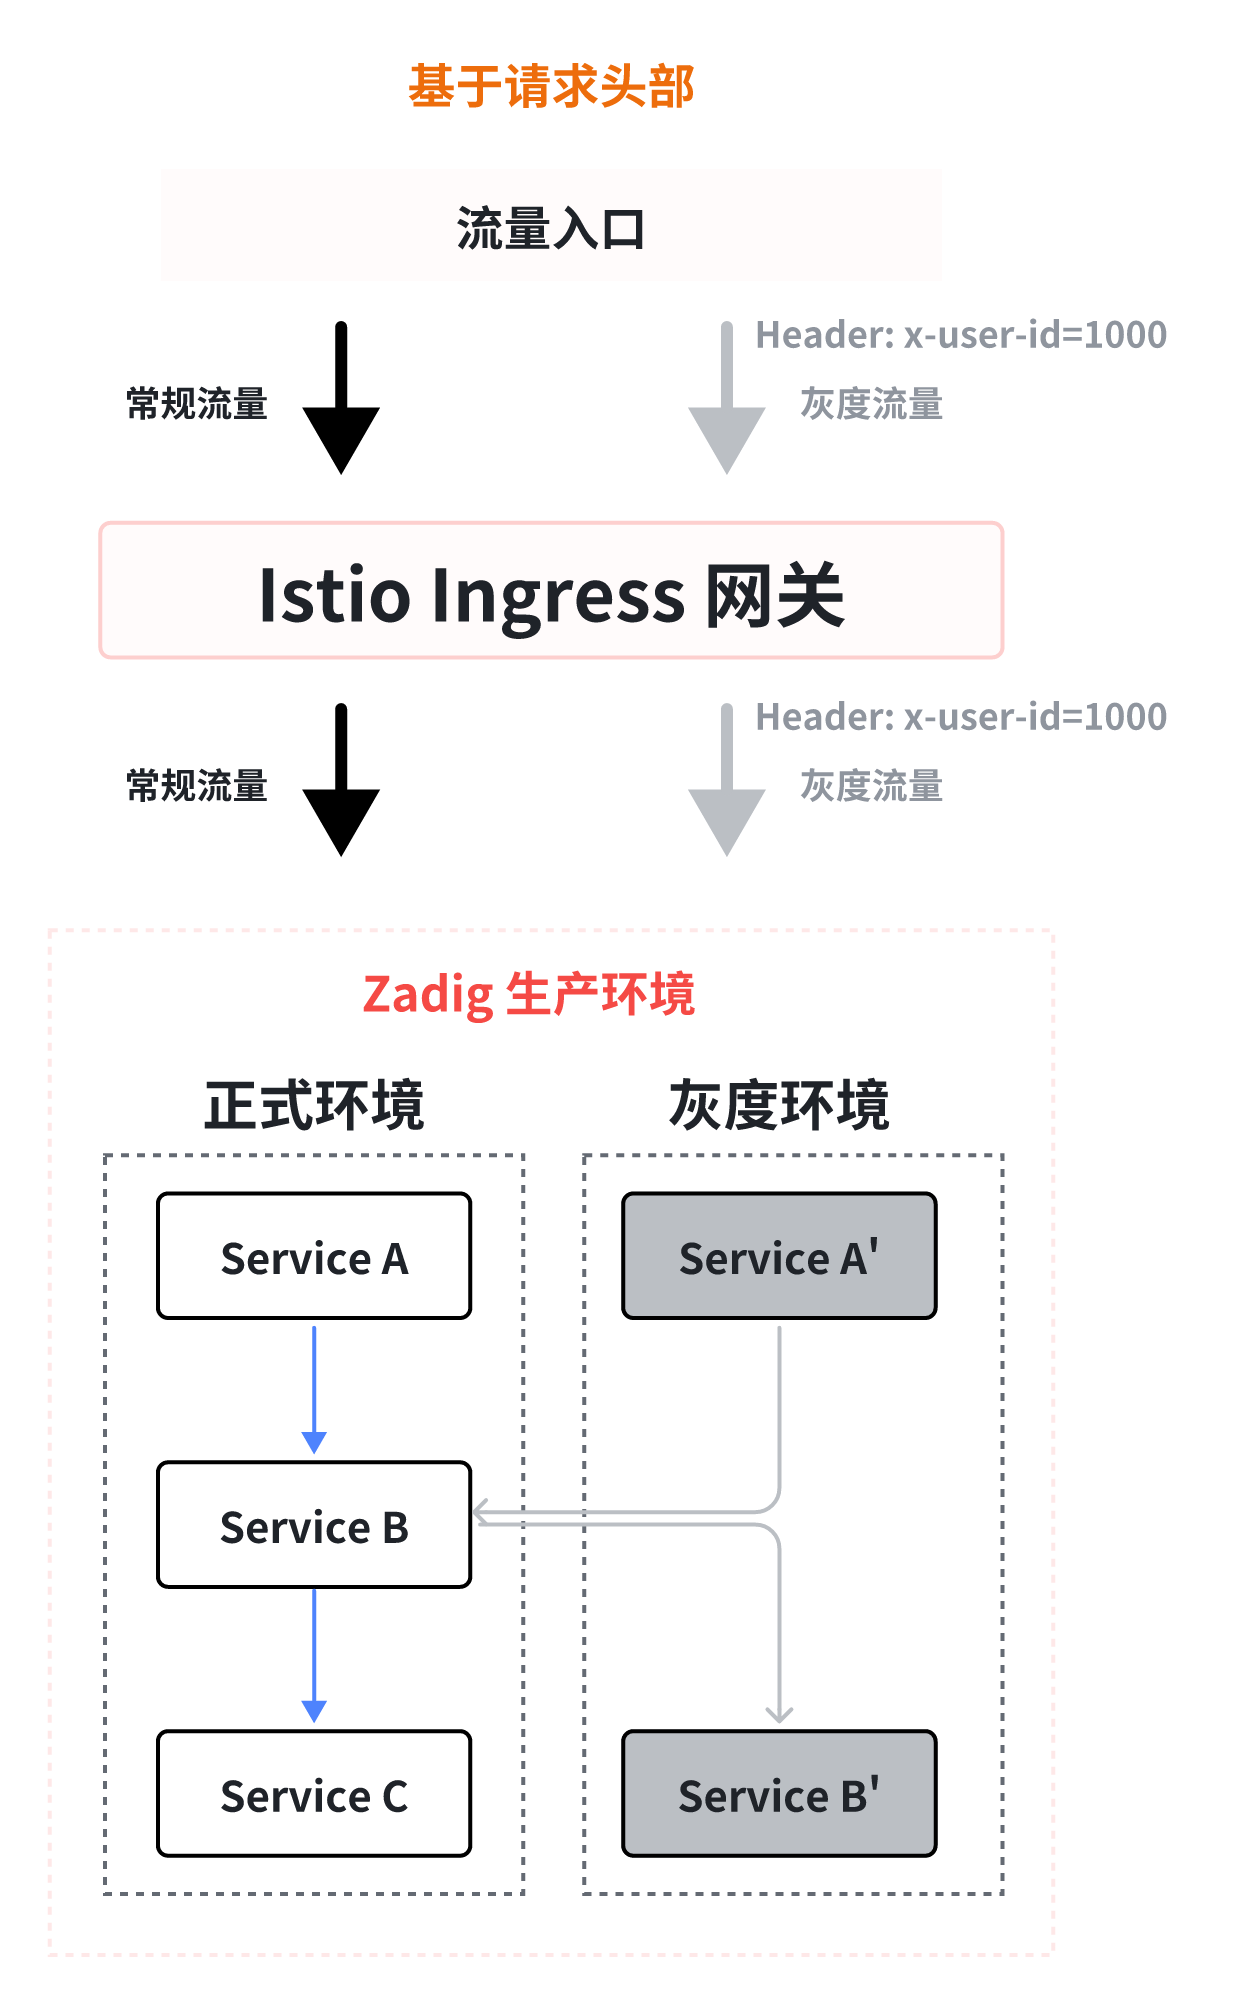 基于请求头部
流量入口
Header: x-user-id=1000
常规流量
灰度流量
Istio Ingress 网关
Header: x-user-id=1000
常规流量
灰度流量
Zadig 生产环境
正式环境
灰度环境
Service A
Service A'
Service B
Service C
Service B'